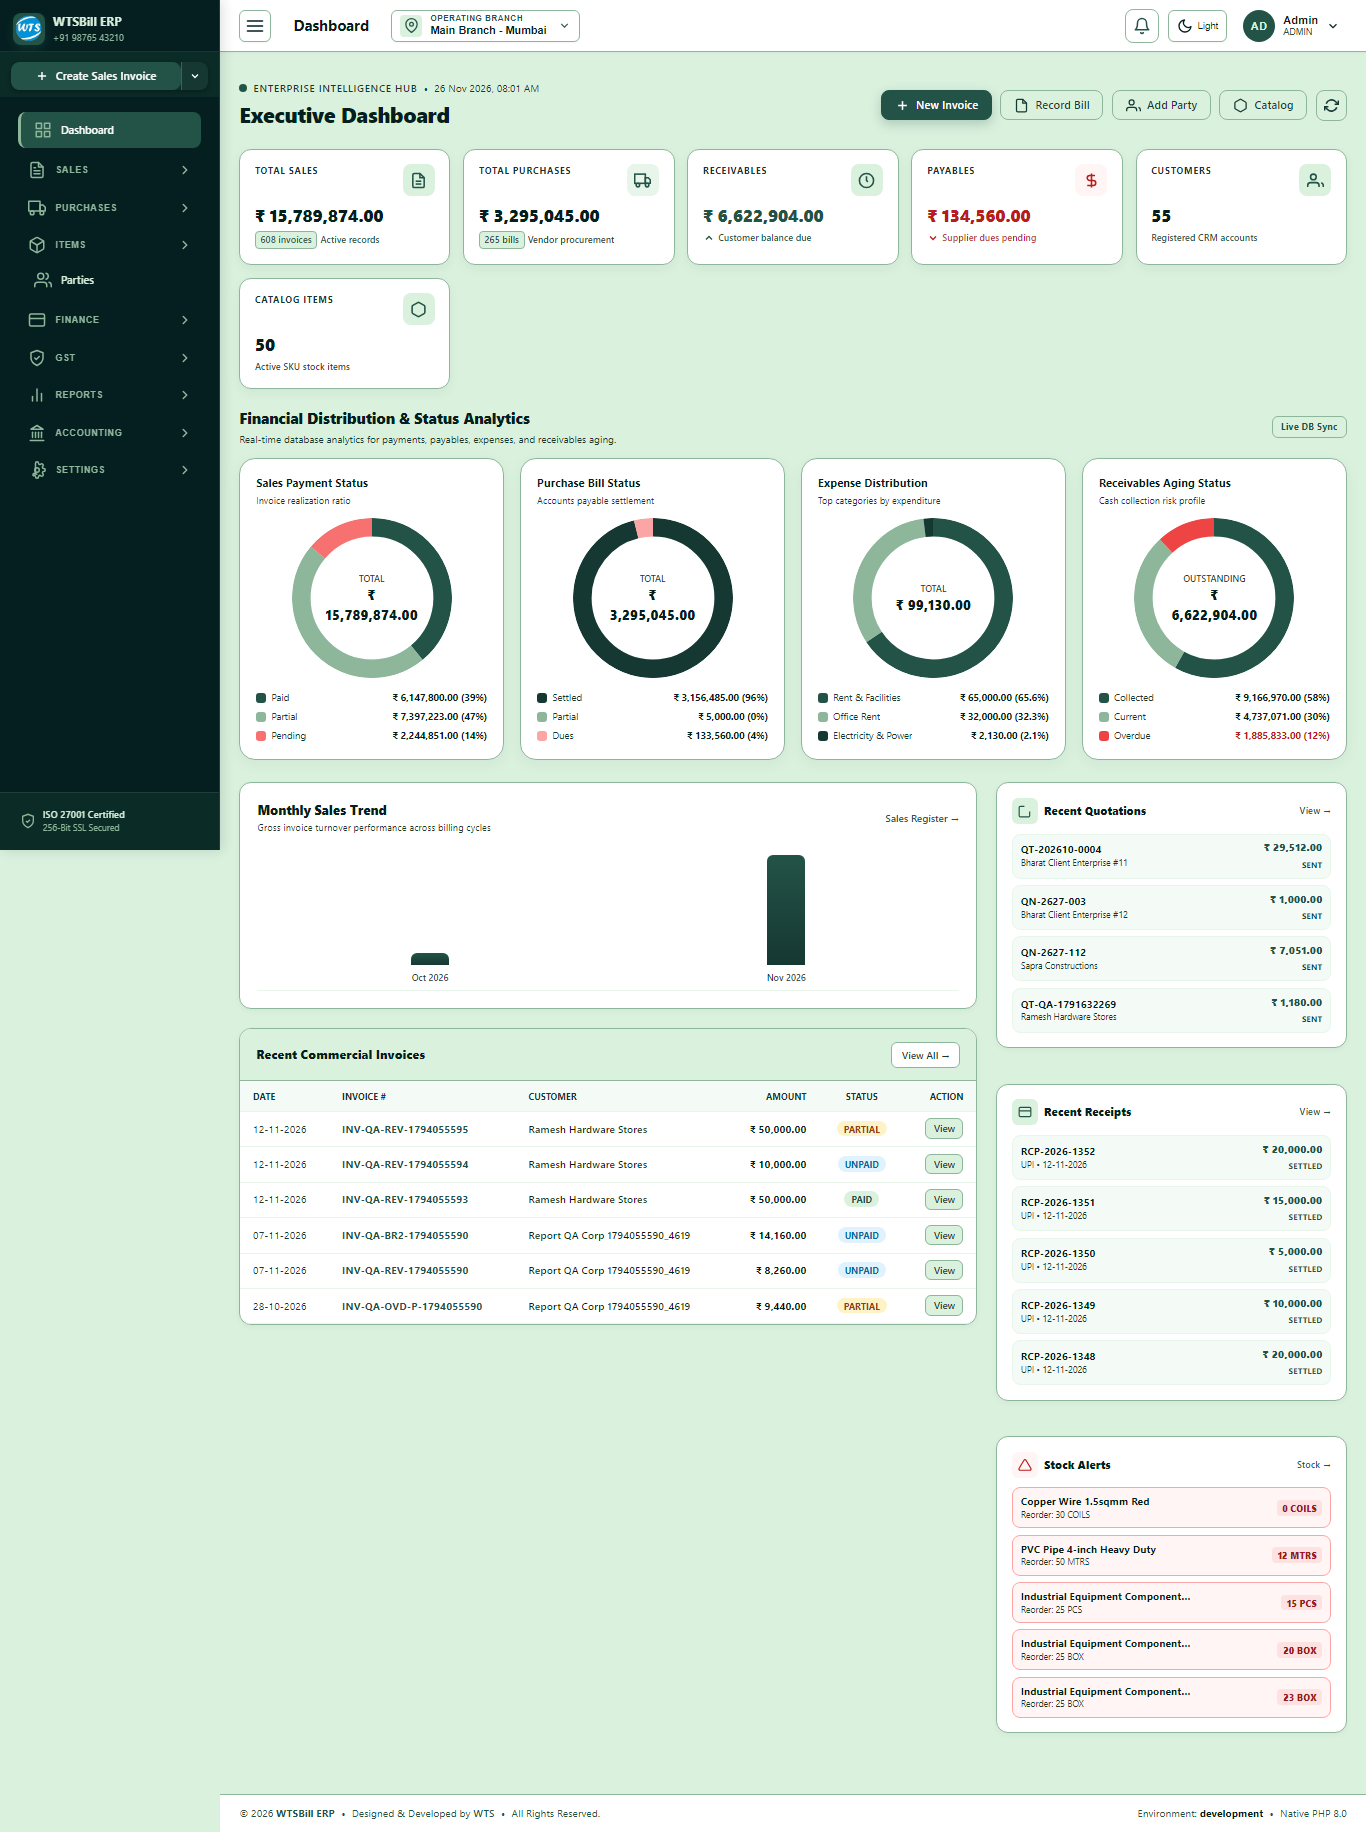 WTS
WTSBill ERP
+91 98765 43210
+ Create Sales Invoice
Dashboard
SALES
PURCHASES
ITEMS
Parties
FINANCE
GST
REPORTS
ACCOUNTING
SETTINGS
ISO 27001 Certified
256-Bit SSL Secured
Dashboard
OPERATING BRANCH
Main Branch - Mumbai
Light
AD
Admin
ADMIN
ENTERPRISE INTELLIGENCE HUB • 26 Nov 2026, 08:01 AM
Executive Dashboard
+ New Invoice
Record Bill
Add Party
Catalog
TOTAL SALES
₹ 15,789,874.00
608 invoices Active records
TOTAL PURCHASES
₹ 3,295,045.00
265 bills Vendor procurement
RECEIVABLES
₹ 6,622,904.00
Customer balance due
PAYABLES
$
₹ 134,560.00
Supplier dues pending
CUSTOMERS
55
Registered CRM accounts
CATALOG ITEMS
50
Active SKU stock items
Financial Distribution & Status Analytics
Real-time database analytics for payments, payables, expenses, and receivables aging.
Live DB Sync
Sales Payment Status
Invoice realization ratio
TOTAL
₹
15,789,874.00
Paid ₹ 6,147,800.00 (39%)
Partial ₹ 7,397,223.00 (47%)
Pending ₹ 2,244,851.00 (14%)
Purchase Bill Status
Accounts payable settlement
TOTAL
₹
3,295,045.00
Settled ₹ 3,156,485.00 (96%)
Partial ₹ 5,000.00 (0%)
Dues ₹ 133,560.00 (4%)
Expense Distribution
Top categories by expenditure
TOTAL
₹ 99,130.00
Rent & Facilities ₹ 65,000.00 (65.6%)
Office Rent ₹ 32,000.00 (32.3%)
Electricity & Power ₹ 2,130.00 (2.1%)
Receivables Aging Status
Cash collection risk profile
OUTSTANDING
₹
6,622,904.00
Collected ₹ 9,166,970.00 (58%)
Current ₹ 4,737,071.00 (30%)
Overdue ₹ 1,885,833.00 (12%)
Monthly Sales Trend
Gross invoice turnover performance across billing cycles
Sales Register →
Oct 2026
Nov 2026
Recent Commercial Invoices
View All →
DATE INVOICE # CUSTOMER AMOUNT STATUS ACTION
12-11-2026 INV-QA-REV-1794055595 Ramesh Hardware Stores ₹ 50,000.00 PARTIAL View
12-11-2026 INV-QA-REV-1794055594 Ramesh Hardware Stores ₹ 10,000.00 UNPAID View
12-11-2026 INV-QA-REV-1794055593 Ramesh Hardware Stores ₹ 50,000.00 PAID View
07-11-2026 INV-QA-BR2-1794055590 Report QA Corp 1794055590_4619 ₹ 14,160.00 UNPAID View
07-11-2026 INV-QA-REV-1794055590 Report QA Corp 1794055590_4619 ₹ 8,260.00 UNPAID View
28-10-2026 INV-QA-OVD-P-1794055590 Report QA Corp 1794055590_4619 ₹ 9,440.00 PARTIAL View
Recent Quotations
View →
QT-202610-0004 ₹ 29,512.00
Bharat Client Enterprise #11 SENT
QN-2627-003 ₹ 1,000.00
Bharat Client Enterprise #12 SENT
QN-2627-112 ₹ 7,051.00
Sapra Constructions SENT
QT-QA-1791632269 ₹ 1,180.00
Ramesh Hardware Stores SENT
Recent Receipts
View →
RCP-2026-1352 ₹ 20,000.00
UPI • 12-11-2026 SETTLED
RCP-2026-1351 ₹ 15,000.00
UPI • 12-11-2026 SETTLED
RCP-2026-1350 ₹ 5,000.00
UPI • 12-11-2026 SETTLED
RCP-2026-1349 ₹ 10,000.00
UPI • 12-11-2026 SETTLED
RCP-2026-1348 ₹ 20,000.00
UPI • 12-11-2026 SETTLED
Stock Alerts
Stock →
Copper Wire 1.5sqmm Red
Reorder: 30 COILS
0 COILS
PVC Pipe 4-inch Heavy Duty
Reorder: 50 MTRS
12 MTRS
Industrial Equipment Component...
Reorder: 25 PCS
15 PCS
Industrial Equipment Component...
Reorder: 25 BOX
20 BOX
Industrial Equipment Component...
Reorder: 25 BOX
23 BOX
© 2026 WTSBill ERP • Designed & Developed by WTS • All Rights Reserved.
Environment: development • Native PHP 8.0